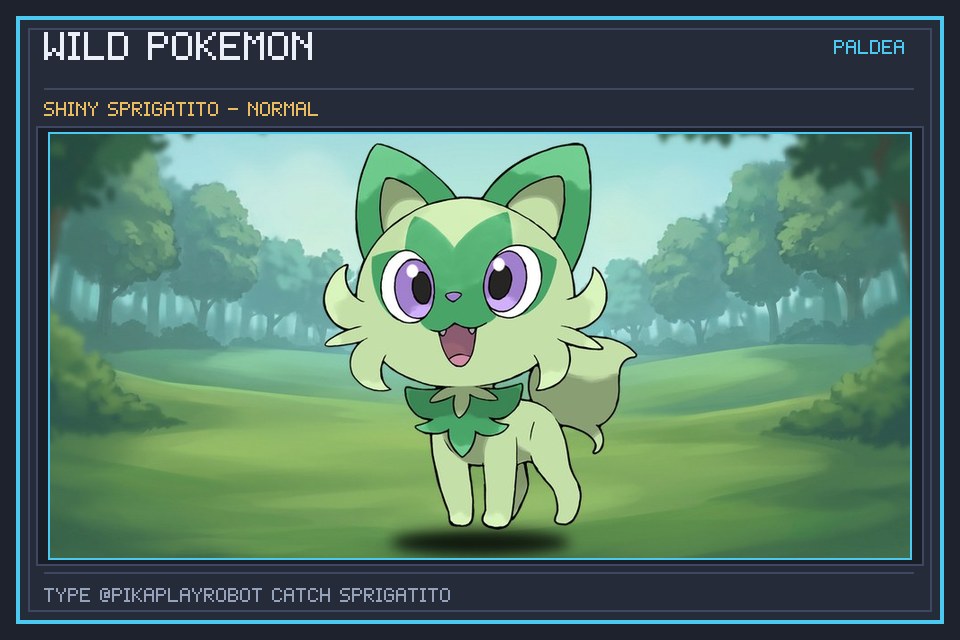 WILD POKEMON
PALDEA
SHINY SPRIGATITO - NORMAL
TYPE @PIKAPLAYROBOT CATCH SPRIGATITO